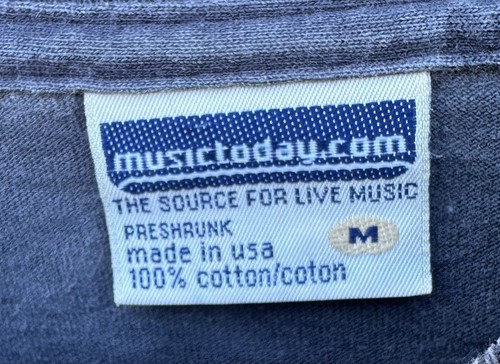 musictoday.com
THE SOURCE FOR LIVE MUSIC
PRESHRUNK
made in usa
100% cotton/coton
M